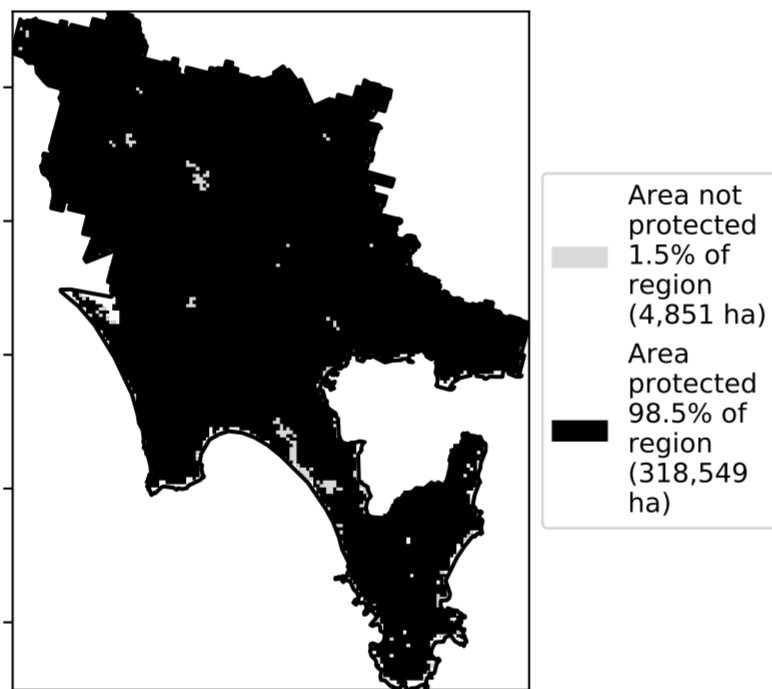 Area not
protected
1.5% of
region
(4,851 ha)
Area
protected
98.5% of
region
(318,549
ha)